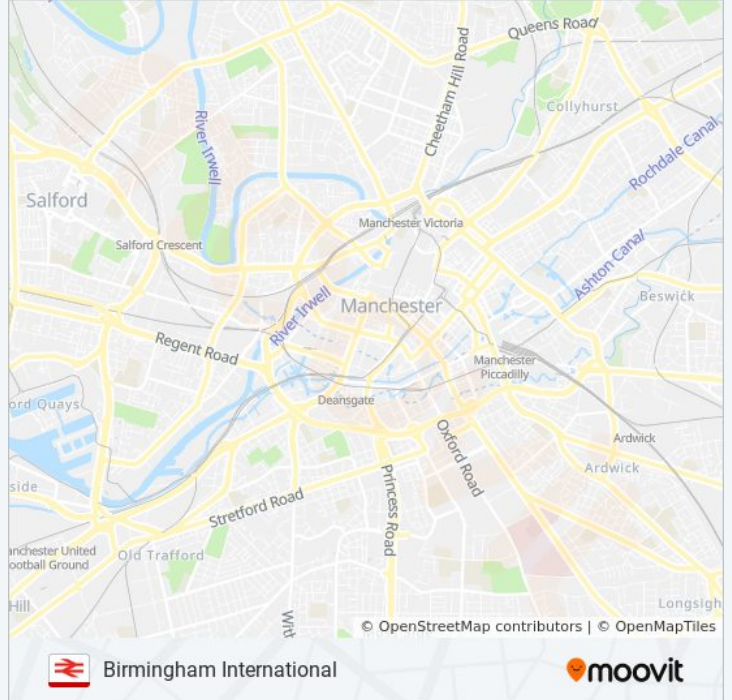 Queens Road
Cheetham Hill Road
Collyhurst
River Irwell
Rochdale Canal
Salford
Manchester Victoria
Salford Crescent
Ashton Canal
Beswick
River Irwell
Manchester
Regent Road
Manchester
Piccadilly
ord Quays
Deansgate
Ardwick
Oxford Road
Ardwick
side
Princess Road
Stretford Road
anchester United
ootball Ground
Old Trafford
Hill
Longsigh
With
© OpenStreetMap contributors | © OpenMapTiles
Birmingham International
moovit